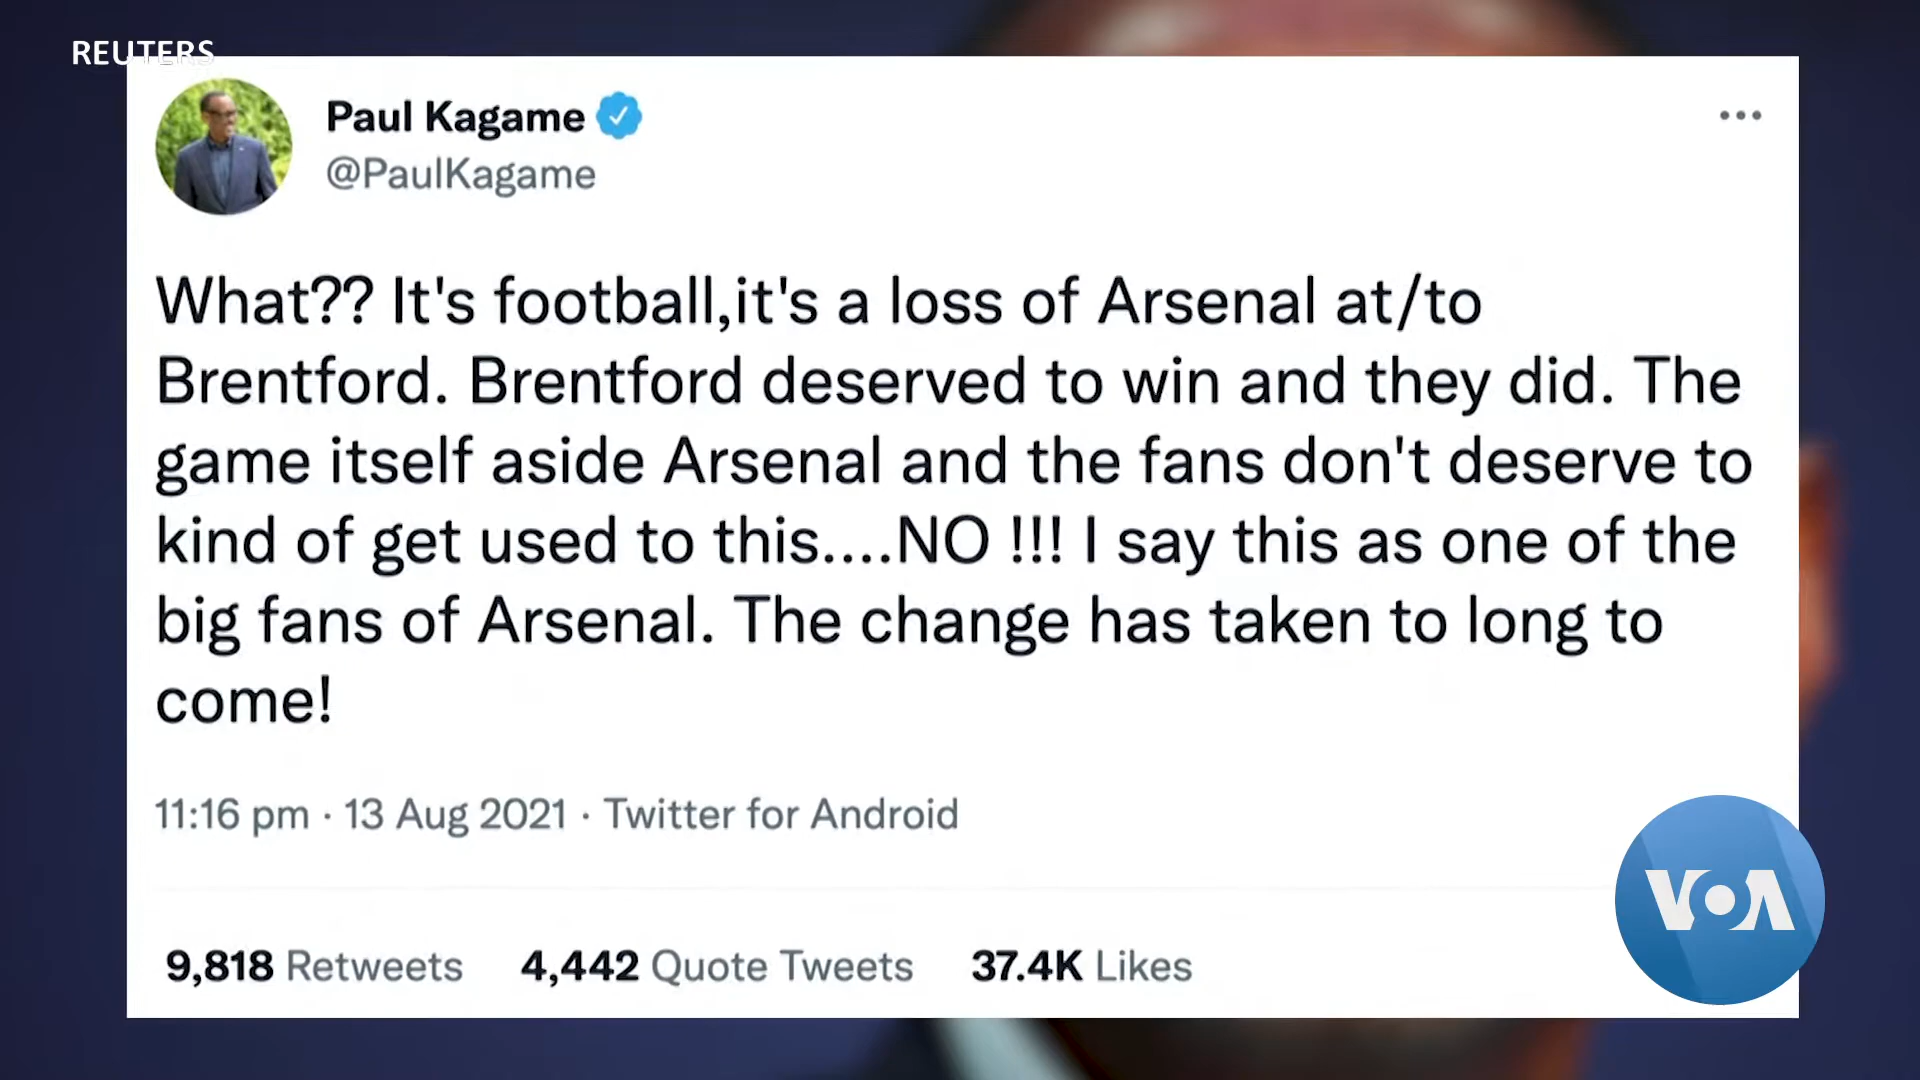 REUTERS
Paul Kagame
@PaulKagame
What?? It's football,it's a loss of Arsenal at/to
Brentford. Brentford deserved to win and they did. The
game itself aside Arsenal and the fans don't deserve to
kind of get used to this....NO !!! I say this as one of the
big fans of Arsenal. The change has taken to long to
come!
11:16 pm · 13 Aug 2021 · Twitter for Android
9,818 Retweets 4,442 Quote Tweets 37.4K Likes
VOA